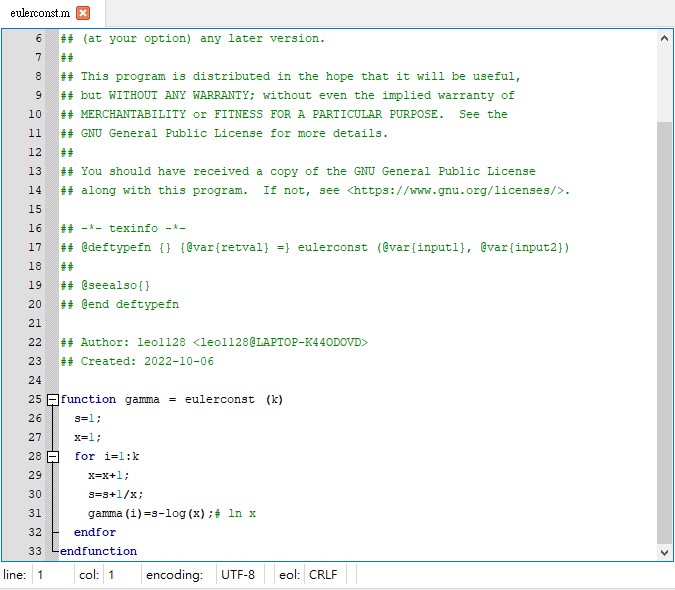 eulerconst.m
6 ## (at your option) any later version.
7 ##
8 ## This program is distributed in the hope that it will be useful,
9 ## but WITHOUT ANY WARRANTY; without even the implied warranty of
10 ## MERCHANTABILITY or FITNESS FOR A PARTICULAR PURPOSE.  See the
11 ## GNU General Public License for more details.
12 ##
13 ## You should have received a copy of the GNU General Public License
14 ## along with this program.  If not, see <https://www.gnu.org/licenses/>.
15
16 ## -*- texinfo -*-
17 ## @deftypefn {} {@var{retval} =} eulerconst (@var{input1}, @var{input2})
18 ##
19 ## @seealso{}
20 ## @end deftypefn
21
22 ## Author: leo1128 <leo1128@LAPTOP-K44ODOVD>
23 ## Created: 2022-10-06
24
25 function gamma = eulerconst (k)
26   s=1;
27   x=1;
28   for i=1:k
29     x=x+1;
30     s=s+1/x;
31     gamma(i)=s-log(x);# ln x
32   endfor
33 endfunction
line: 1 col: 1 encoding: UTF-8 eol: CRLF